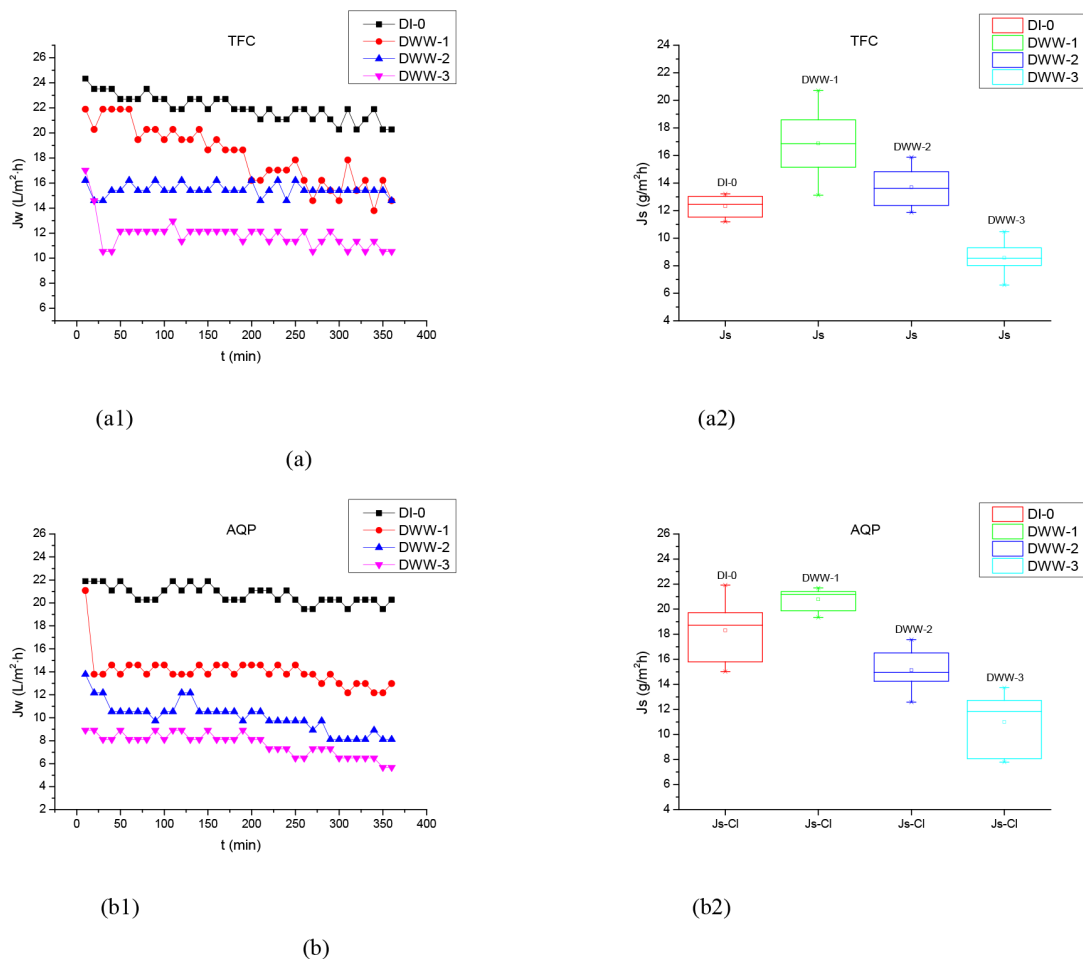 TFC
DI-0
DWW-1
DWW-2
DWW-3
Jw (L/m²·h)
26
24
22
20
18
16
14
12
10
8
6
0 50 100 150 200 250 300 350 400
t (min)
(a1)
TFC
DI-0
DWW-1
DWW-2
DWW-3
Js (g/m²h)
24
22
20
18
16
14
12
10
8
6
4
DI-0
DWW-1
DWW-2
DWW-3
Js Js Js Js
(a2)
(a)
AQP
DI-0
DWW-1
DWW-2
DWW-3
Jw (L/m²·h)
26
24
22
20
18
16
14
12
10
8
6
4
2
0 50 100 150 200 250 300 350 400
t (min)
(b1)
AQP
DI-0
DWW-1
DWW-2
DWW-3
Js (g/m²h)
26
24
22
20
18
16
14
12
10
8
6
4
DI-0
DWW-1
DWW-2
DWW-3
Js-Cl Js-Cl Js-Cl Js-Cl
(b2)
(b)